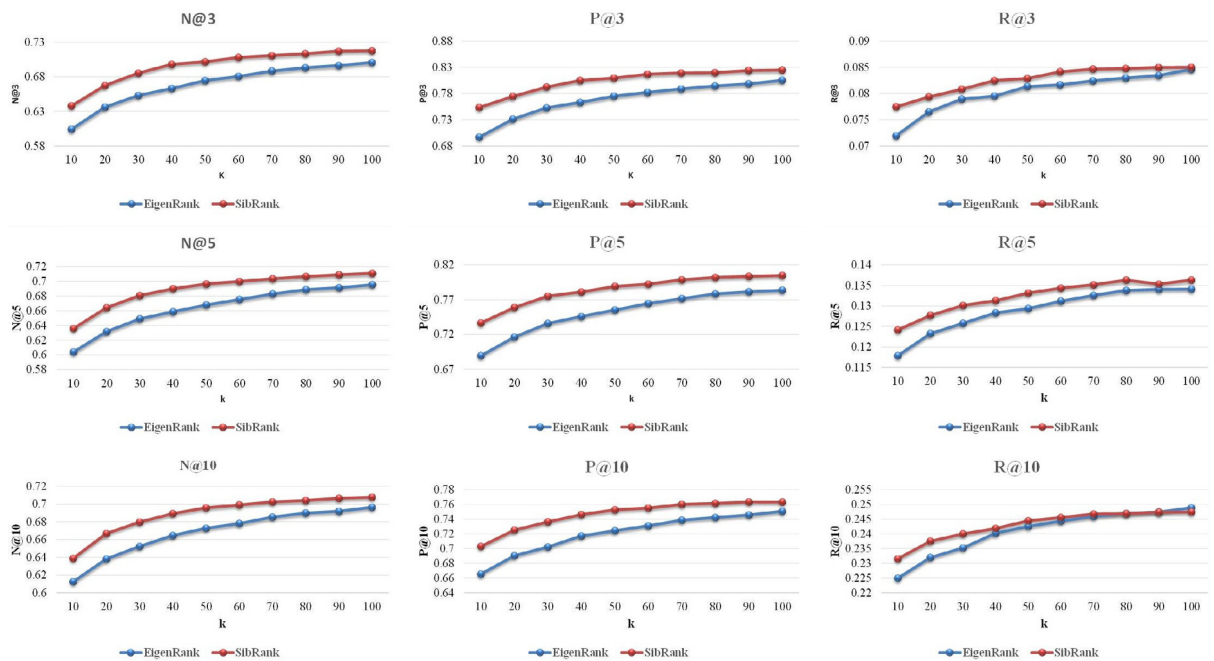 N@3
0.73
0.68
0.63
0.58
N@3
10 20 30 40 50 60 70 80 90 100
K
EigenRank SibRank
P@3
0.88
0.83
0.78
0.73
0.68
P@3
10 20 30 40 50 60 70 80 90 100
K
EigenRank SibRank
R@3
0.09
0.085
0.08
0.075
0.07
R@3
10 20 30 40 50 60 70 80 90 100
k
EigenRank SibRank
N@5
0.72
0.7
0.68
0.66
0.64
0.62
0.6
0.58
N@5
10 20 30 40 50 60 70 80 90 100
k
EigenRank SibRank
P@5
0.82
0.77
0.72
0.67
P@5
10 20 30 40 50 60 70 80 90 100
k
EigenRank SibRank
R@5
0.14
0.135
0.13
0.125
0.12
0.115
R@5
10 20 30 40 50 60 70 80 90 100
k
EigenRank SibRank
N@10
0.72
0.7
0.68
0.66
0.64
0.62
0.6
N@10
10 20 30 40 50 60 70 80 90 100
k
EigenRank SibRank
P@10
0.78
0.76
0.74
0.72
0.7
0.68
0.66
0.64
P@10
10 20 30 40 50 60 70 80 90 100
k
EigenRank SibRank
R@10
0.255
0.25
0.245
0.24
0.235
0.23
0.225
0.22
R@10
10 20 30 40 50 60 70 80 90 100
k
EigenRank SibRank